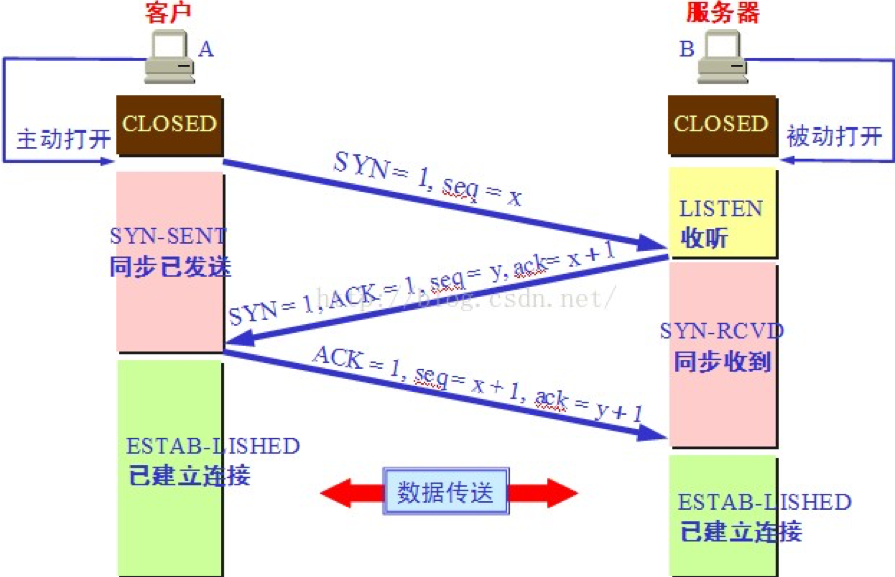 客户
服务器
A
B
CLOSED
CLOSED
主动打开
被动打开
SYN = 1, seq = x
LISTEN
收听
SYN-SENT
同步已发送
SYN = 1, ACK = 1, seq = y, ack= x + 1
http://blog.csdn.net/
SYN-RCVD
同步收到
ACK = 1, seq = x + 1, ack = y + 1
ESTAB-LISHED
已建立连接
数据传送
ESTAB-LISHED
已建立连接